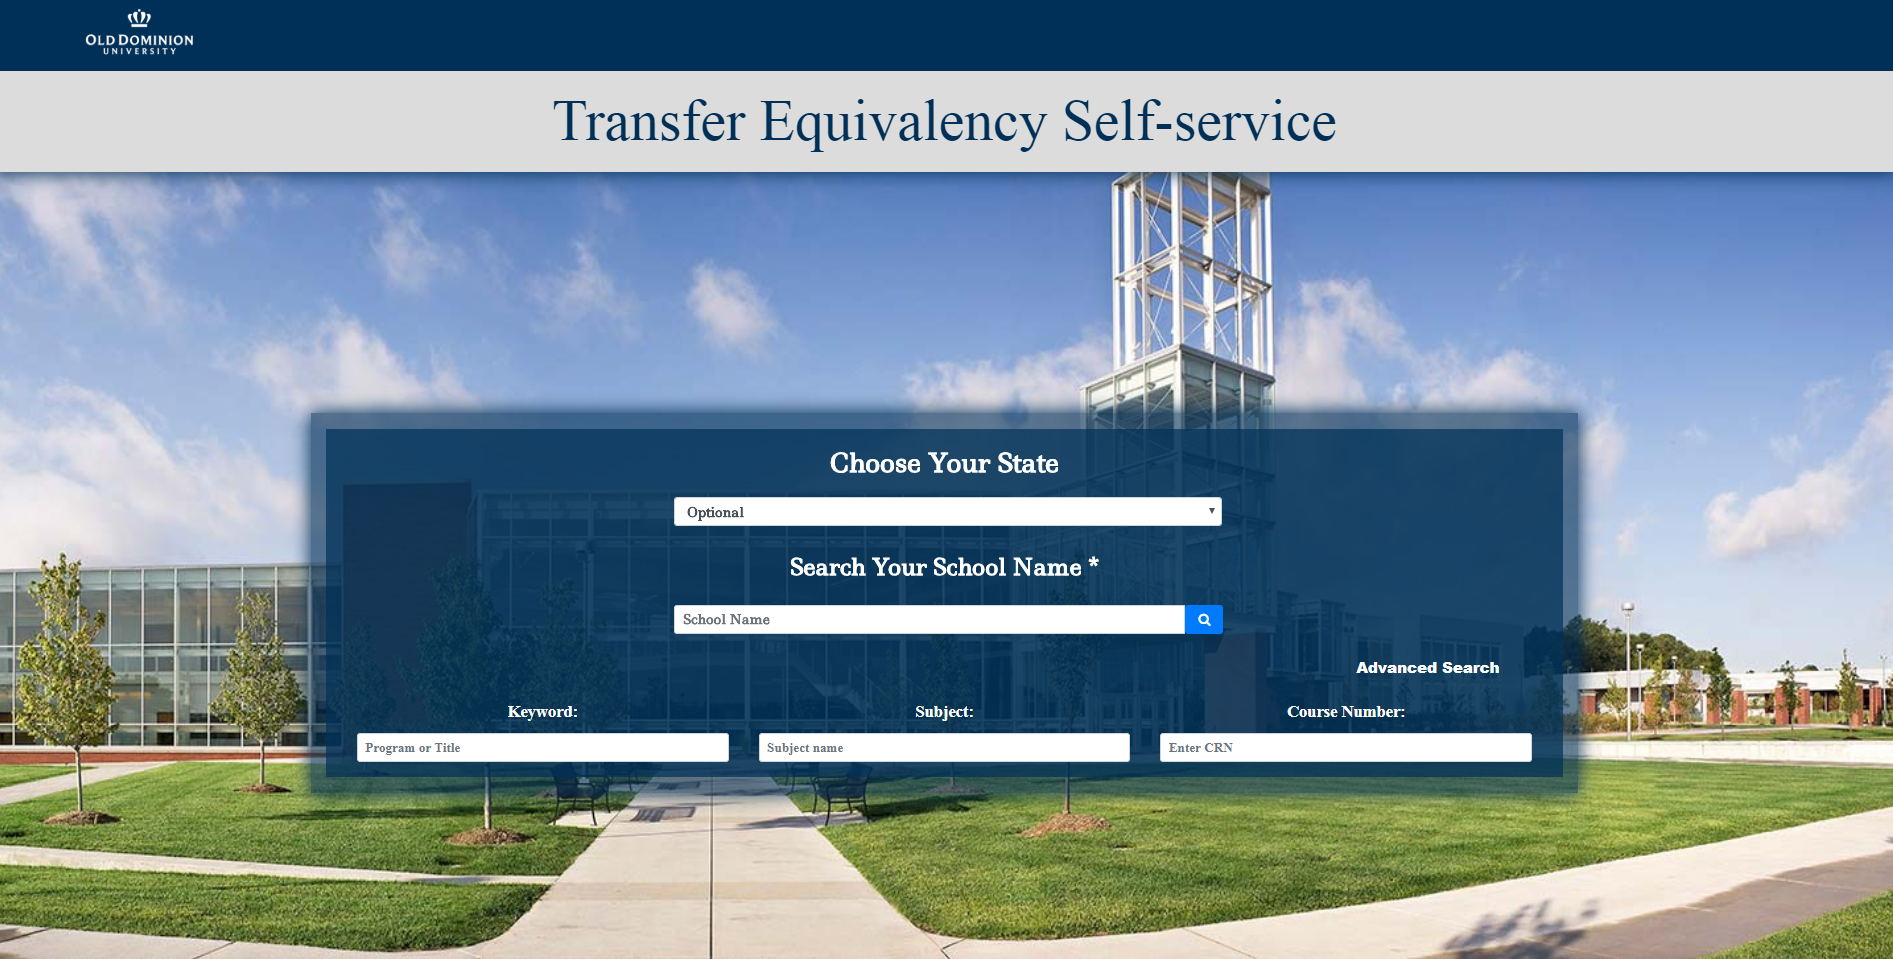 OLD DOMINION
UNIVERSITY
Transfer Equivalency Self-service
Choose Your State
Optional
Search Your School Name *
School Name
Advanced Search
Keyword: Subject: Course Number:
Program or Title Subject name Enter CRN